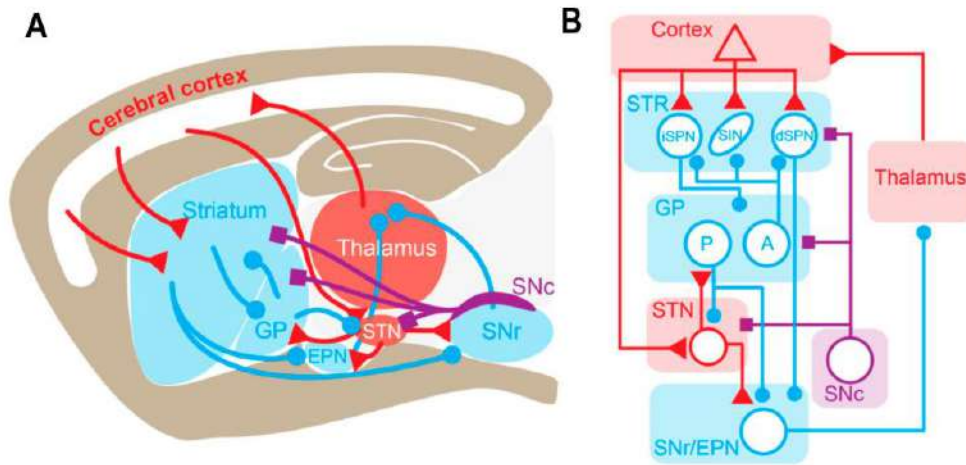 A
Cerebral cortex
Striatum
Thalamus
SNc
GP
STN
SNr
EPN
B
Cortex
STR
iSPN
SIN
dSPN
Thalamus
GP
P
A
STN
SNc
SNr/EPN